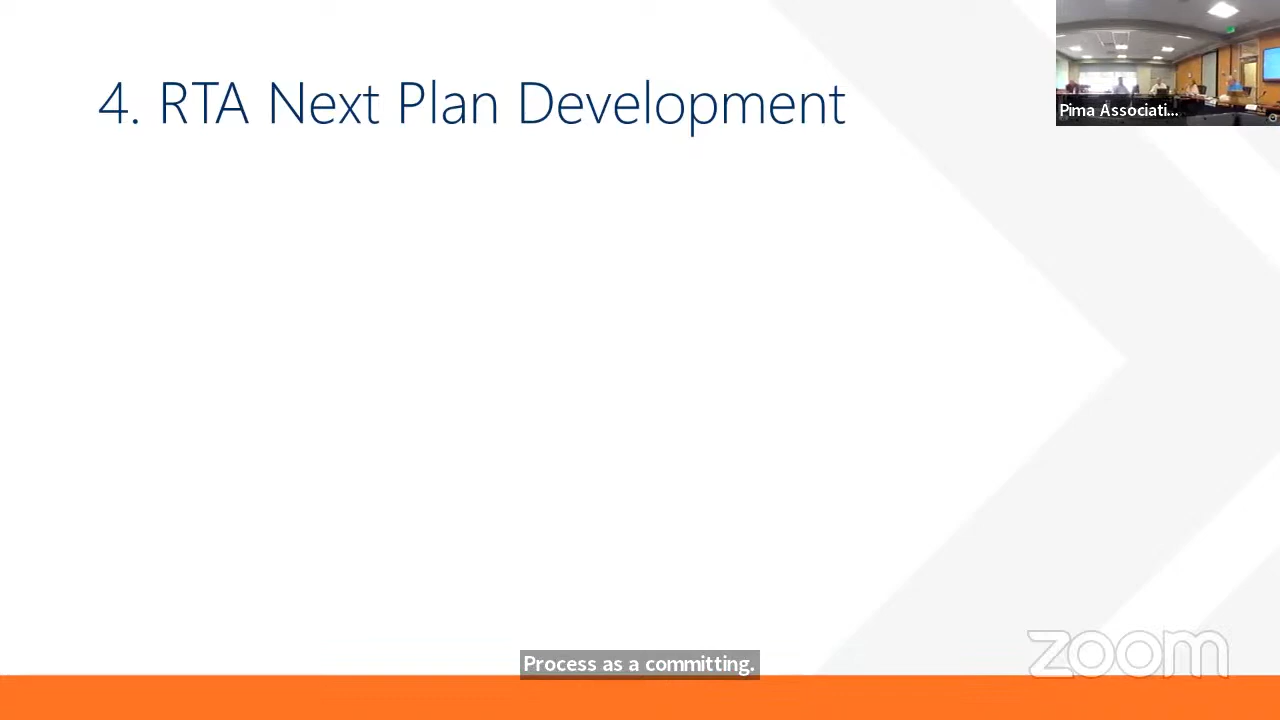 4. RTA Next Plan Development
Pima Associati...
Process as a committing.
zoom